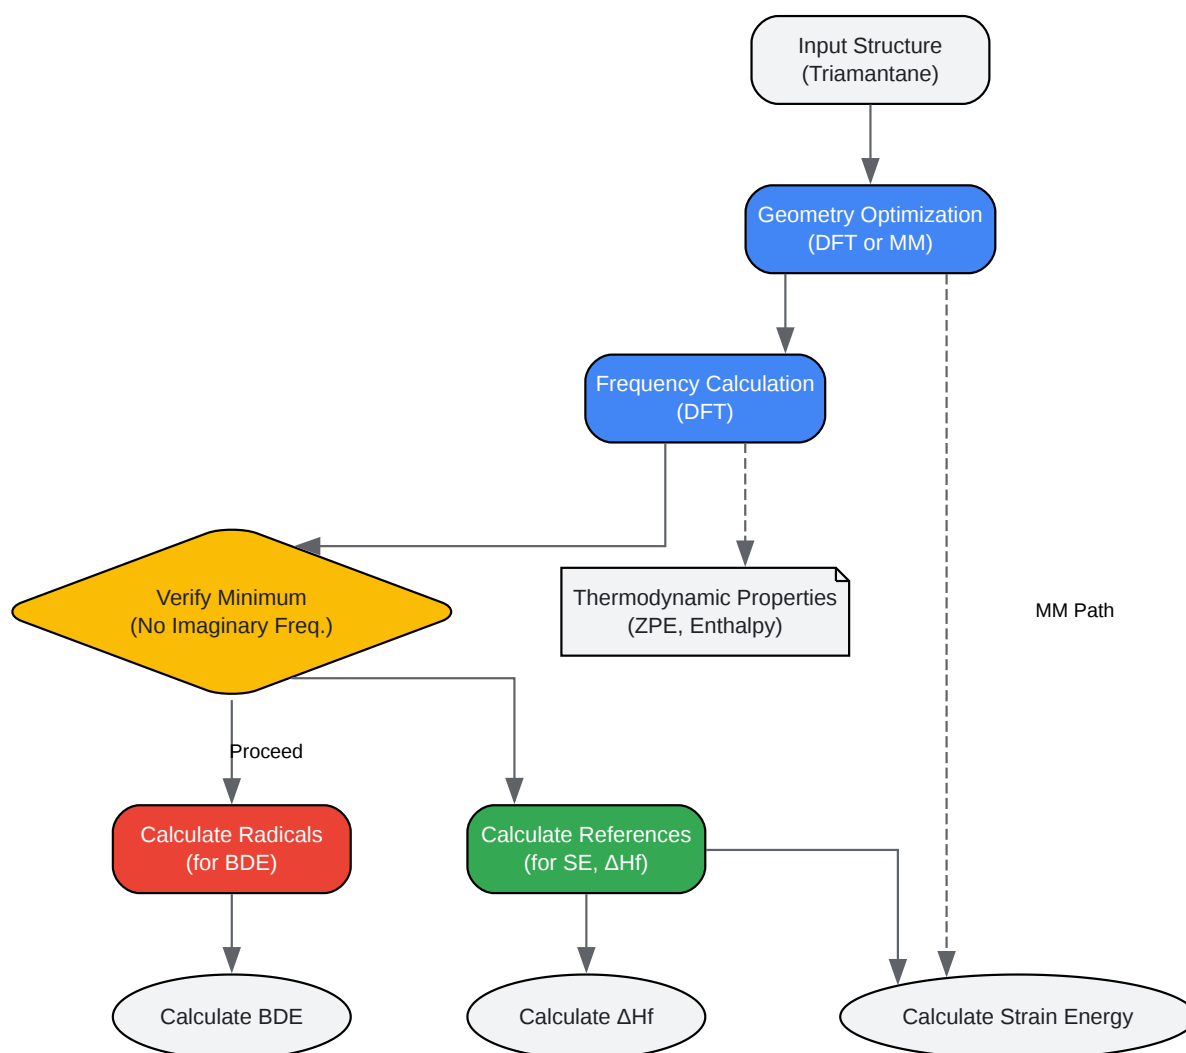 Input Structure
(Triamantane)
Geometry Optimization
(DFT or MM)
Frequency Calculation
(DFT)
Verify Minimum
(No Imaginary Freq.)
Thermodynamic Properties
(ZPE, Enthalpy)
MM Path
Proceed
Calculate Radicals
(for BDE)
Calculate References
(for SE, ΔHf)
Calculate BDE
Calculate ΔHf
Calculate Strain Energy